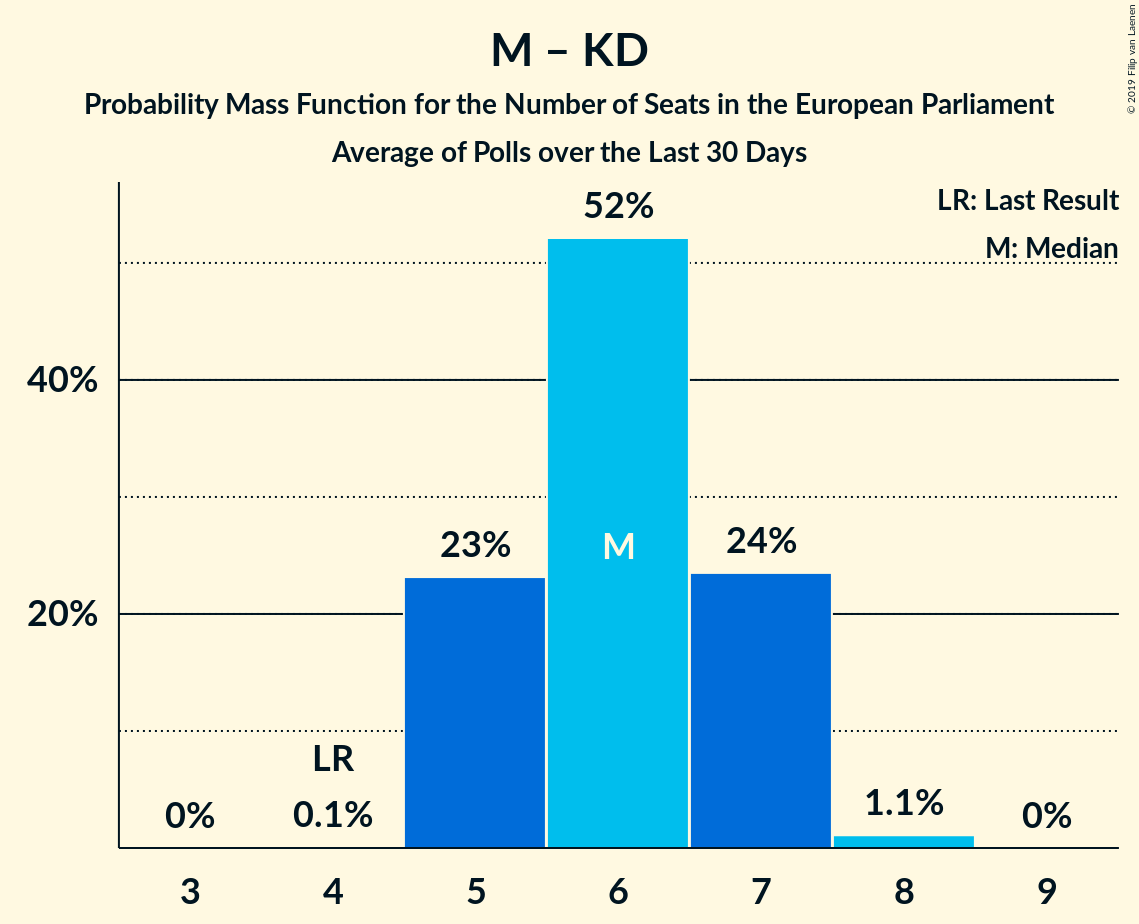 M – KD
Probability Mass Function for the Number of Seats in the European Parliament
Average of Polls over the Last 30 Days
© 2019 Filip van Laenen
LR: Last Result
M: Median
52%
40%
23%
M
24%
20%
LR
0%
0.1%
1.1%
0%
3
4
5
6
7
8
9